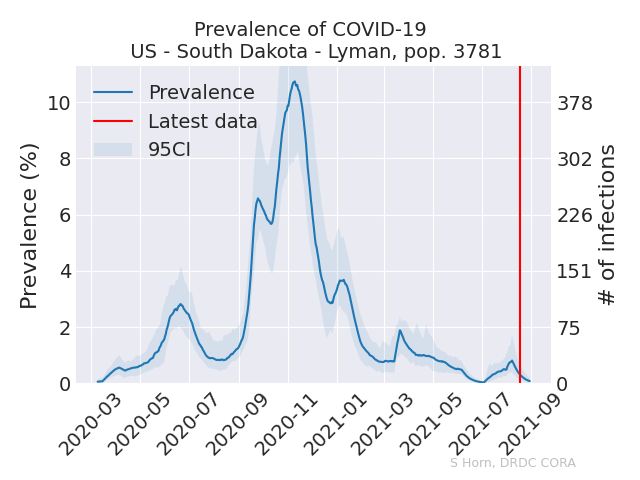 Prevalence of COVID-19
US - South Dakota - Lyman, pop. 3781
Prevalence
Latest data
95CI
Prevalence (%)
10
8
6
4
2
0
378
302
226
151
75
0
# of infections
2020-03
2020-05
2020-07
2020-09
2020-11
2021-01
2021-03
2021-05
2021-07
2021-09
S Horn, DRDC CORA